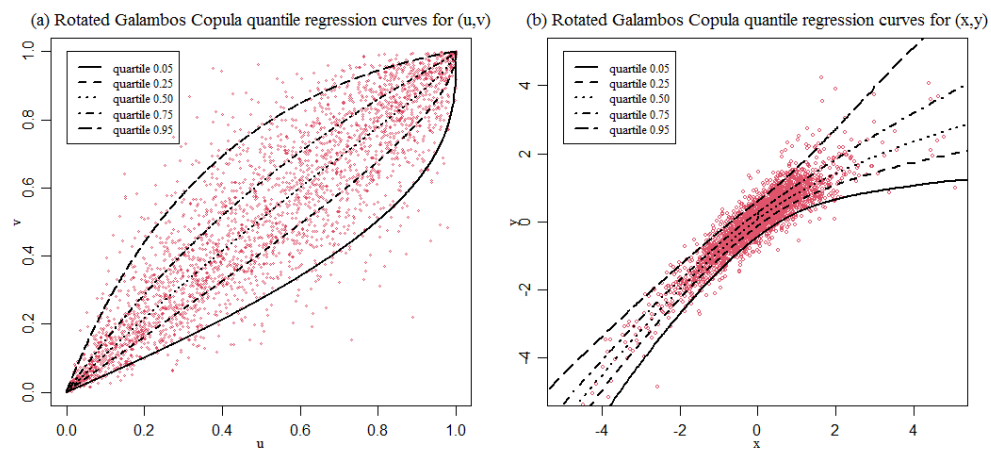 (a) Rotated Galambos Copula quantile regression curves for (u,v)
quartile 0.05
quartile 0.25
quartile 0.50
quartile 0.75
quartile 0.95
v
0.0 0.2 0.4 0.6 0.8 1.0
0.0 0.2 0.4 0.6 0.8 1.0
u
(b) Rotated Galambos Copula quantile regression curves for (x,y)
quartile 0.05
quartile 0.25
quartile 0.50
quartile 0.75
quartile 0.95
y
-4 -2 0 2 4
-4 -2 0 2 4
x